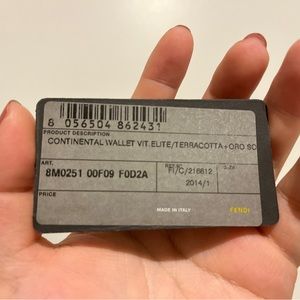 8 056504 862431
PRODUCT DESCRIPTION
CONTINENTAL WALLET VIT. ELITE/TERRACOTTA+ORO SO
ART.
8M0251 00F09 F0D2A
FI/C/216612
2014/1
PRICE
MADE IN ITALY
FENDI